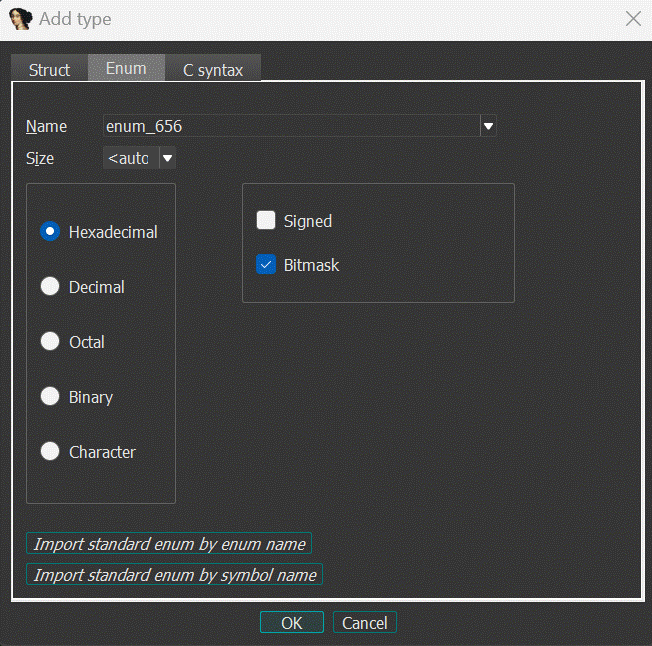 Add type
Struct Enum C syntax
Name enum_656
Size <auto
Hexadecimal
Decimal
Octal
Binary
Character
Signed
Bitmask
Import standard enum by enum name
Import standard enum by symbol name
OK Cancel